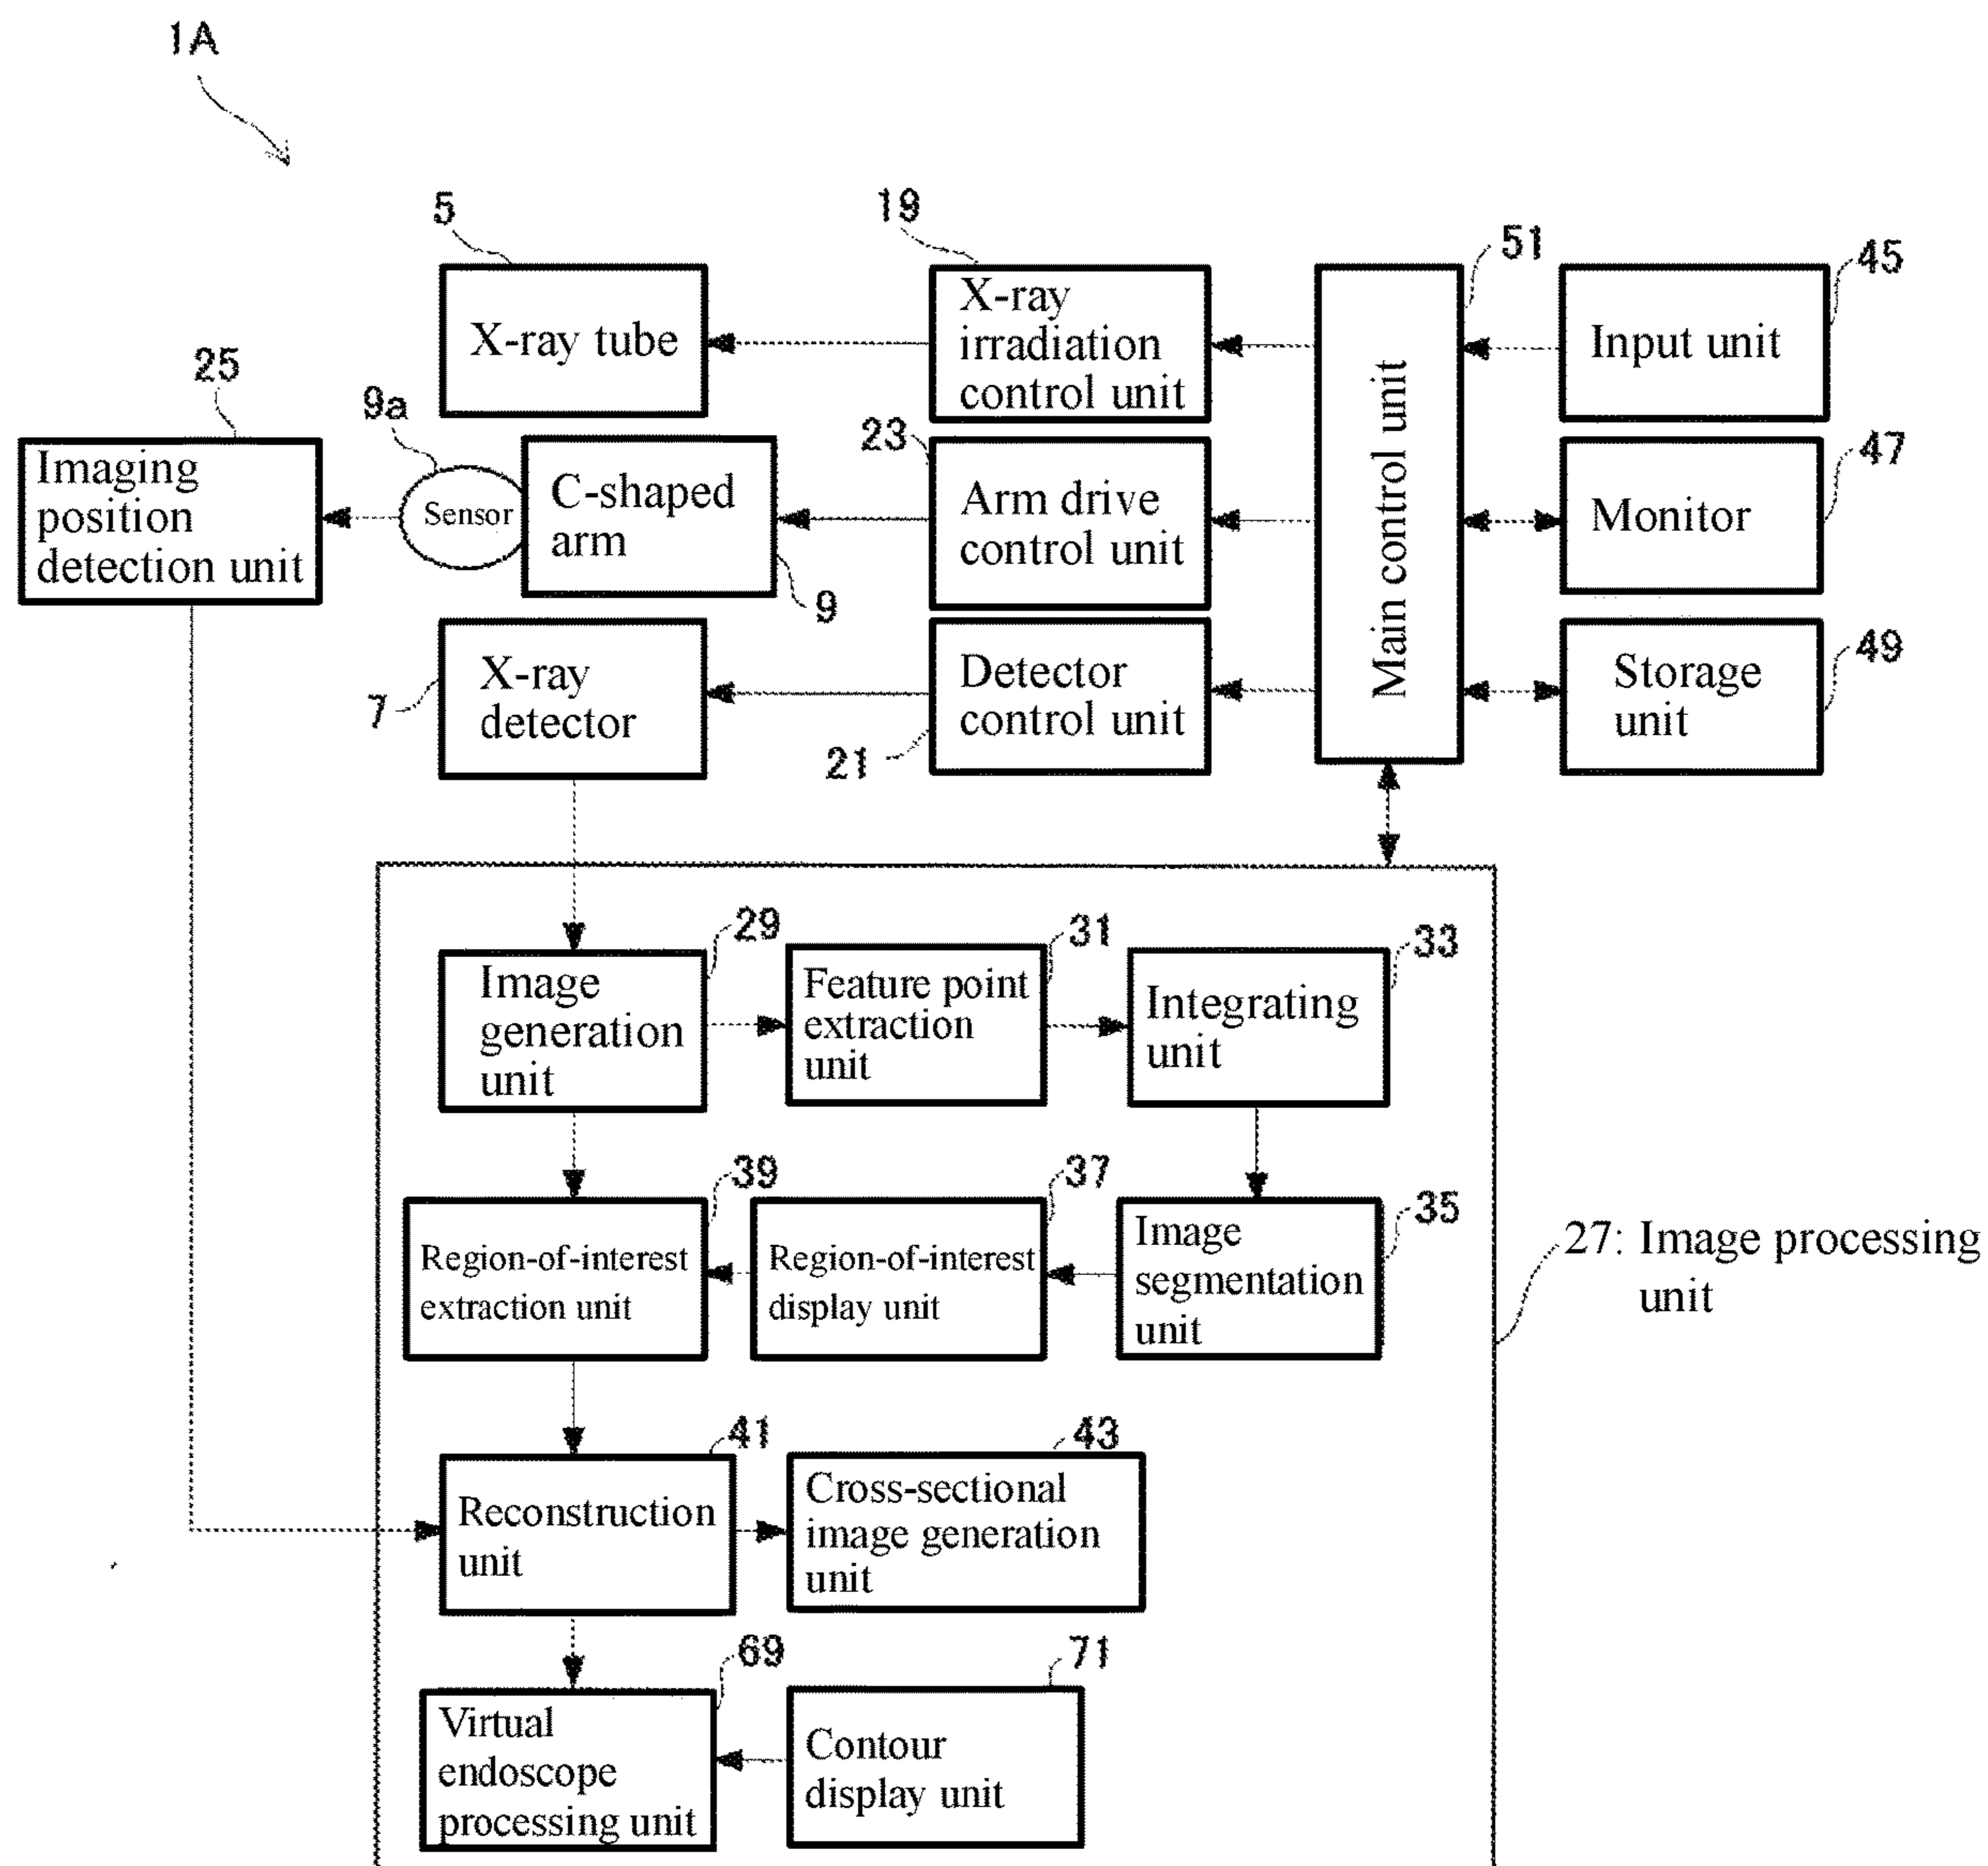 1A
5
19
51
45
X-ray tube
X-ray
irradiation
control unit
Main control unit
Input unit
25
9a
23
47
Imaging
position
detection unit
Sensor
C-shaped
arm
Arm drive
control unit
Monitor
9
7
X-ray
detector
Detector
control unit
21
Storage
unit
49
29
31
33
Image
generation
unit
Feature point
extraction
unit
Integrating
unit
39
37
35
Region-of-interest
extraction unit
Region-of-interest
display unit
Image
segmentation
unit
27: Image processing
unit
41
43
Reconstruction
unit
Cross-sectional
image generation
unit
69
71
Virtual
endoscope
processing unit
Contour
display unit